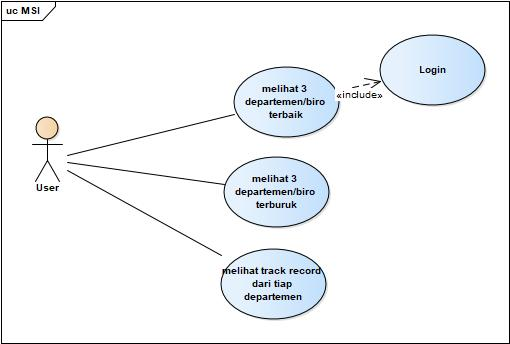 uc MSI
melihat 3
departemen/biro
terbaik
«include»
Login
User
melihat 3
departemen/biro
terburuk
melihat track record
dari tiap
departemen